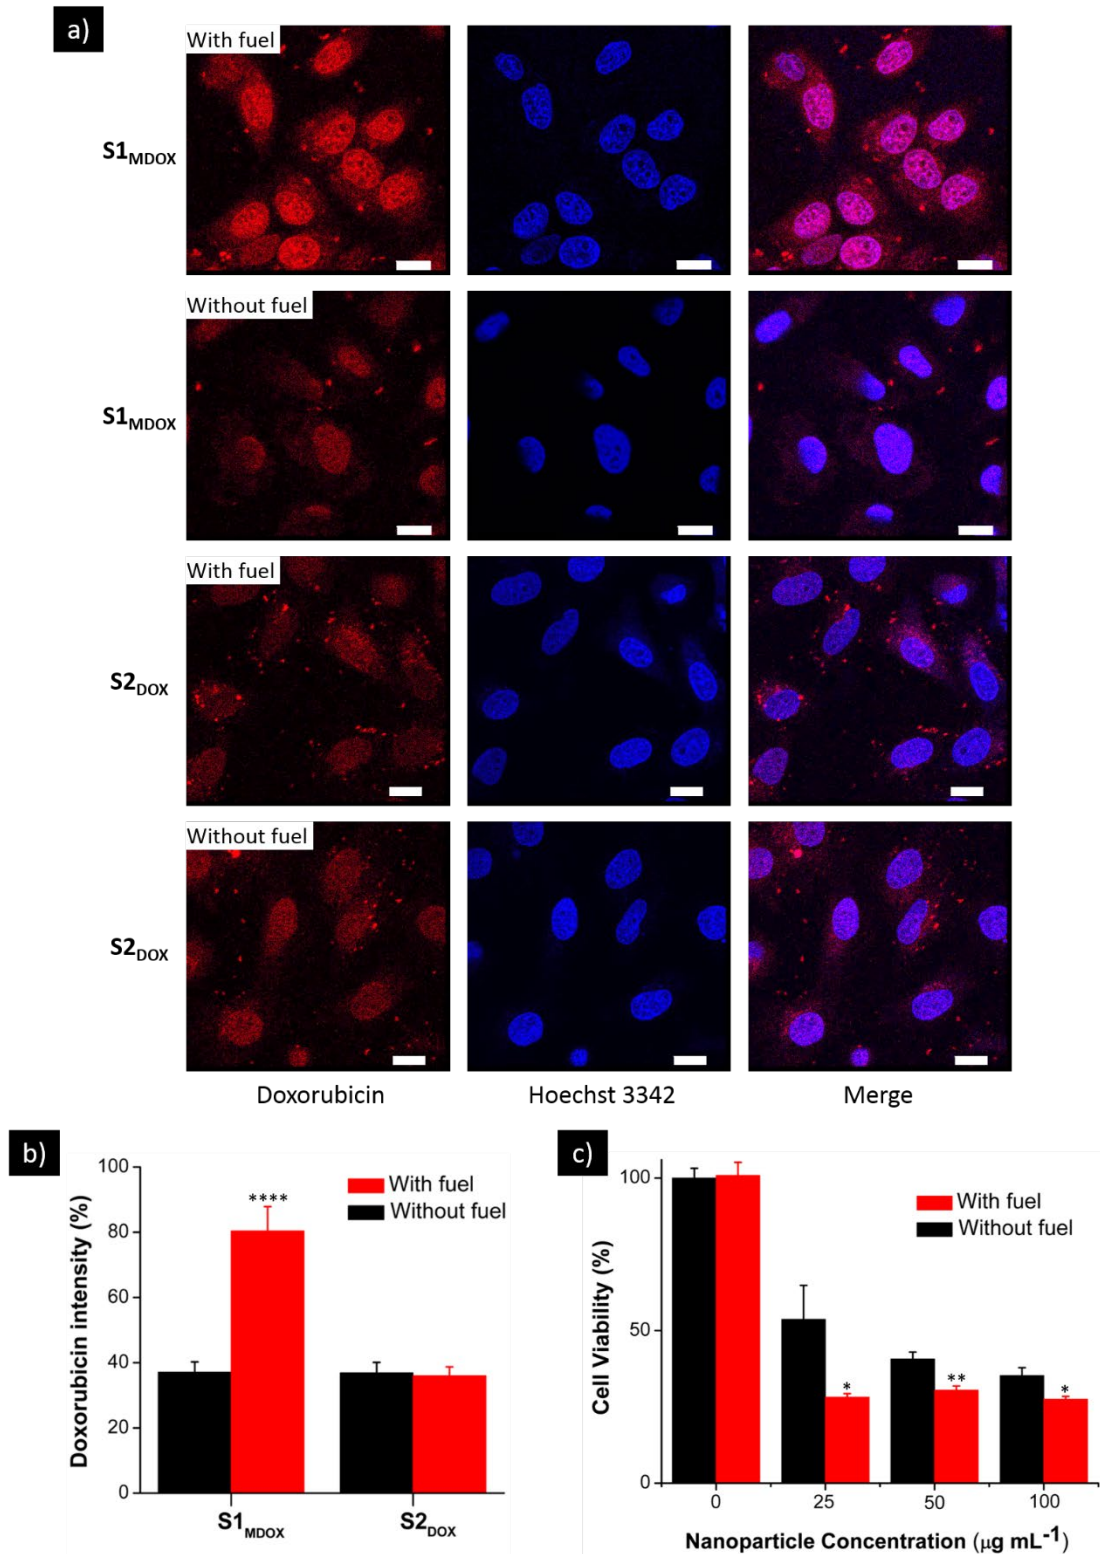 a)
With fuel
S1MDOX
Without fuel
S1MDOX
With fuel
S2DOX
Without fuel
S2DOX
Doxorubicin Hoechst 3342 Merge
b)
Doxorubicin intensity (%)
100
80
60
40
20
0
****
With fuel
Without fuel
S1MDOX S2DOX
c)
Cell Viability (%)
100
50
0
With fuel
Without fuel
* ** *
0 25 50 100
Nanoparticle Concentration (μg mL-1)